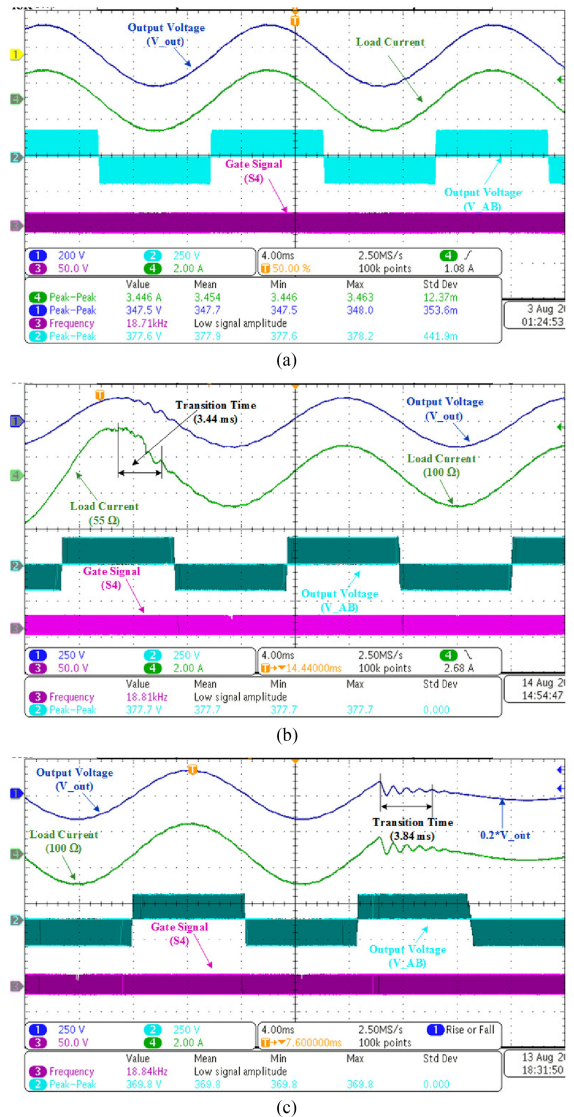 Output Voltage
(V_out)
T
Load Current
1
4
2
Gate Signal
(S4)
Output Voltage
(V_AB)
3
1 200 V 2 250 V 4.00ms 2.50MS/s 4
3 50.0 V 4 2.00 A T 50.00 % 100k points 1.08 A
Value Mean Min Max Std Dev
4 Peak-Peak 3.446 A 3.454 3.446 3.463 12.37m
1 Peak-Peak 347.5 V 347.7 347.5 348.0 353.6m
3 Frequency 18.71kHz Low signal amplitude
2 Peak-Peak 377.6 V 377.9 377.6 378.2 441.9m
3 Aug 20
01:24:53
(a)
T
Output Voltage
(V_out)
Transition Time
(3.44 ms)
1
Load Current
(100 Ω)
4
Load Current
(55 Ω)
2
Gate Signal
(S4)
Output Voltage
(V_AB)
3
1 250 V 2 250 V 4.00ms 2.50MS/s 4
3 50.0 V 4 2.00 A T→▼14.44000ms 100k points 2.68 A
Value Mean Min Max Std Dev
3 Frequency 18.81kHz Low signal amplitude
2 Peak-Peak 377.7 V 377.7 377.7 377.7 0.000
14 Aug 20
14:54:47
(b)
Output Voltage
(V_out)
T
1
Transition Time
(3.84 ms)
0.2*V_out
Load Current
(100 Ω)
4
2
Gate Signal
(S4)
Output Voltage
(V_AB)
3
1 250 V 2 250 V 4.00ms 2.50MS/s 1 Rise or Fall
3 50.0 V 4 2.00 A T→▼7.600000ms 100k points
Value Mean Min Max Std Dev
3 Frequency 18.84kHz Low signal amplitude
2 Peak-Peak 369.8 V 369.8 369.8 369.8 0.000
13 Aug 20
18:31:50
(c)